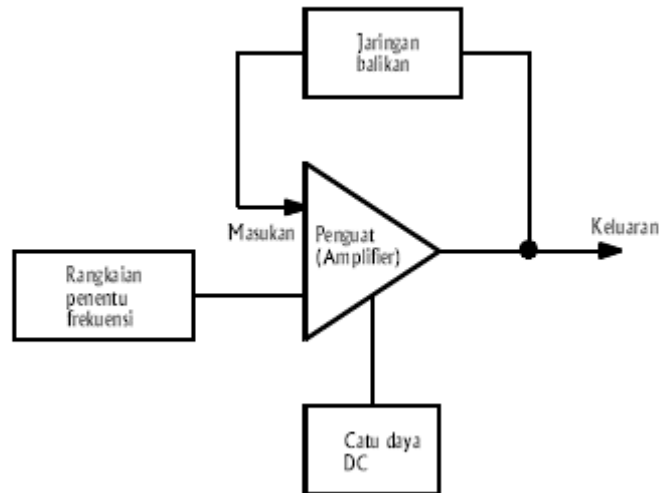 Jaringan
balikan
Masukan
Penguat
(Amplifier)
Keluaran
Rangkaian
penentu
frekuensi
Catu daya
DC